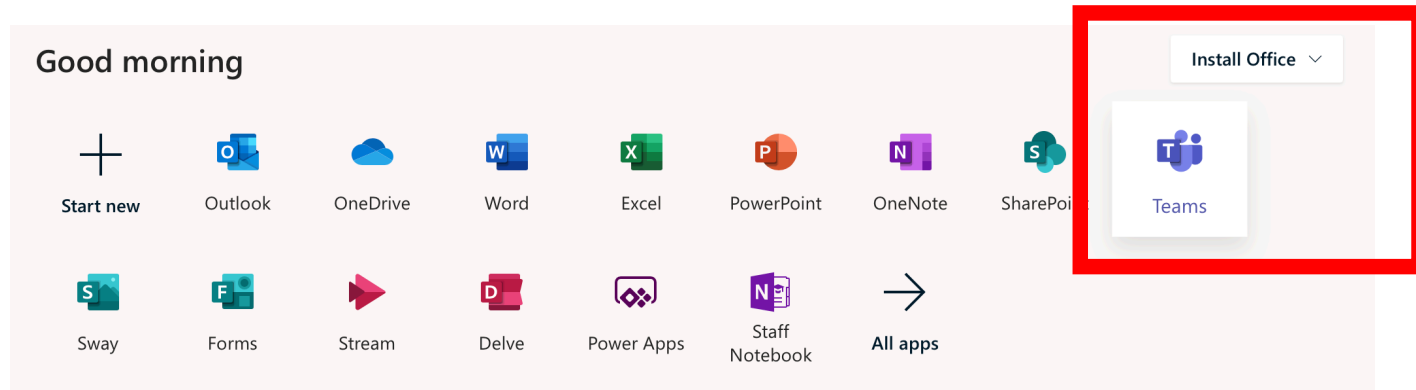 Good morning
Install Office
Start new
Outlook
OneDrive
Word
Excel
PowerPoint
OneNote
SharePoi
Teams
Sway
Forms
Stream
Delve
Power Apps
Staff
Notebook
All apps